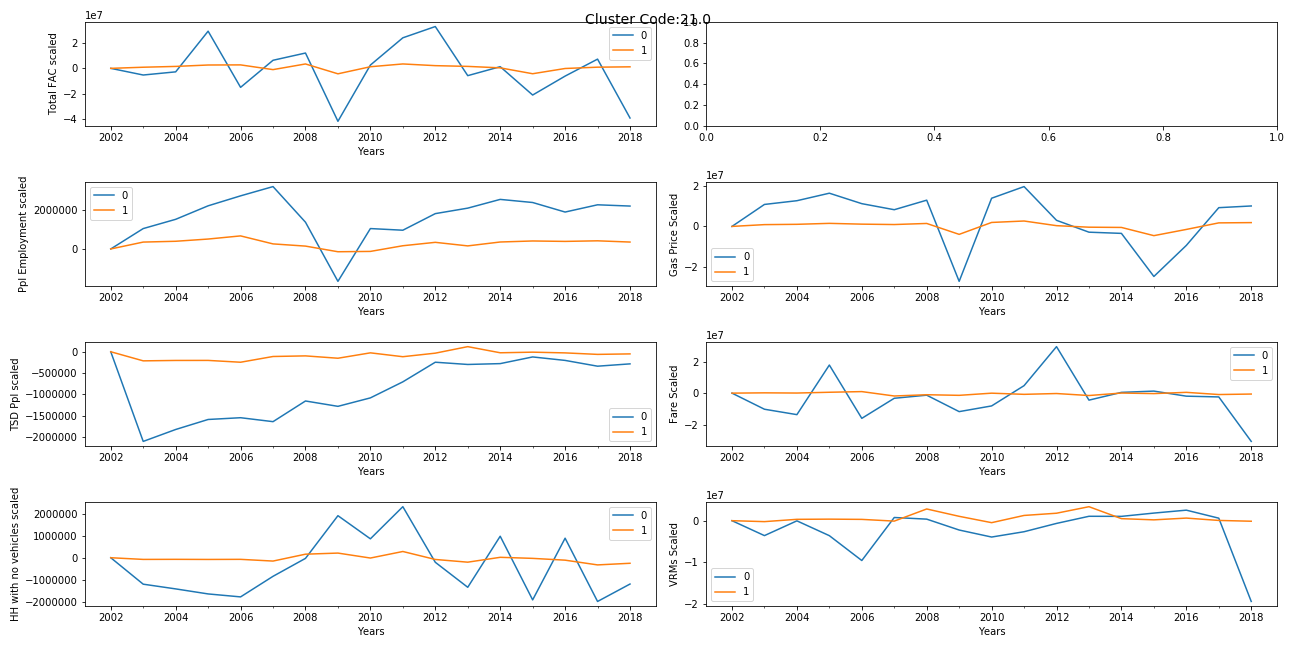 Cluster Code:21.0
1e7
2
0
−2
−4
Total FAC scaled
0
1
2002 2004 2006 2008 2010 2012 2014 2016 2018
Years
1.0
0.8
0.6
0.4
0.2
0.0
0.0 0.2 0.4 0.6 0.8 1.0
2000000
0
Ppl Employment scaled
0
1
2002 2004 2006 2008 2010 2012 2014 2016 2018
Years
1e7
2
0
−2
Gas Price Scaled
0
1
2002 2004 2006 2008 2010 2012 2014 2016 2018
Years
0
−500000
−1000000
−1500000
−2000000
TSD Ppl scaled
0
1
2002 2004 2006 2008 2010 2012 2014 2016 2018
Years
1e7
2
0
−2
Fare Scaled
0
1
2002 2004 2006 2008 2010 2012 2014 2016 2018
Years
2000000
1000000
0
−1000000
−2000000
HH with no vehicles scaled
0
1
2002 2004 2006 2008 2010 2012 2014 2016 2018
Years
1e7
0
−1
−2
VRMs Scaled
0
1
2002 2004 2006 2008 2010 2012 2014 2016 2018
Years